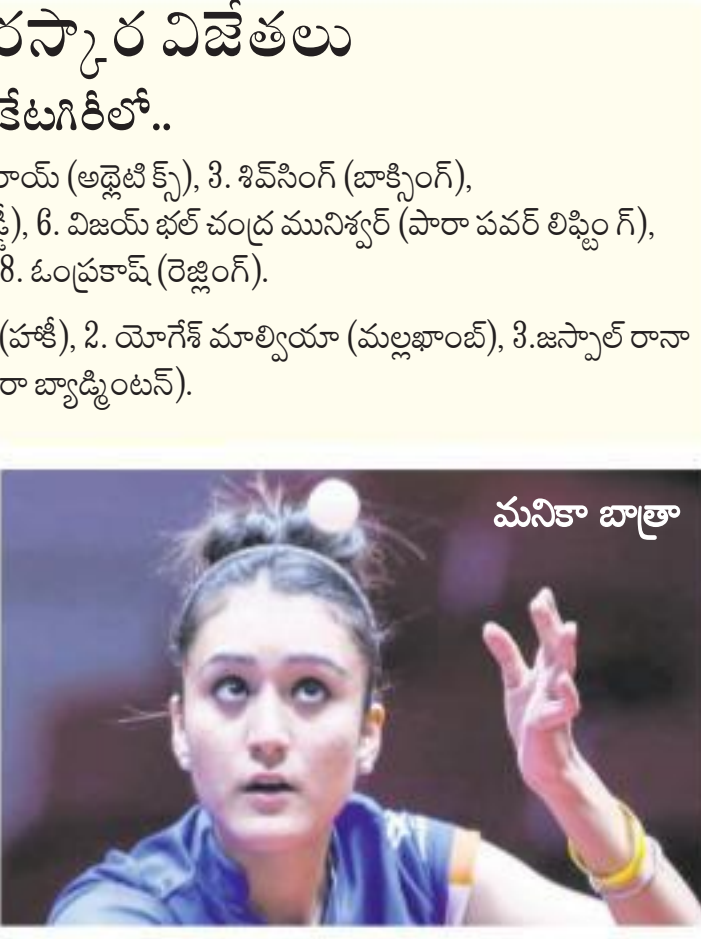 రస్కార విజేతలు
కేటగిరీలో..
రాయ్ (అథ్లెటి క్స్), 3. శివ్‌సింగ్ (బాక్సింగ్),
డ్డీ), 6. విజయ్ భల్ చంద్ర మునిశ్వర్ (పారా పవర్ లిఫ్టిం గ్),
8. ఓంప్రకాష్ (రెజ్లింగ్).
(హాకీ), 2. యోగేశ్ మాల్వియా (మల్లఖాంబ్), 3.జస్పాల్ రానా
రా బ్యాడ్మింటన్).
మనికా బాత్రా